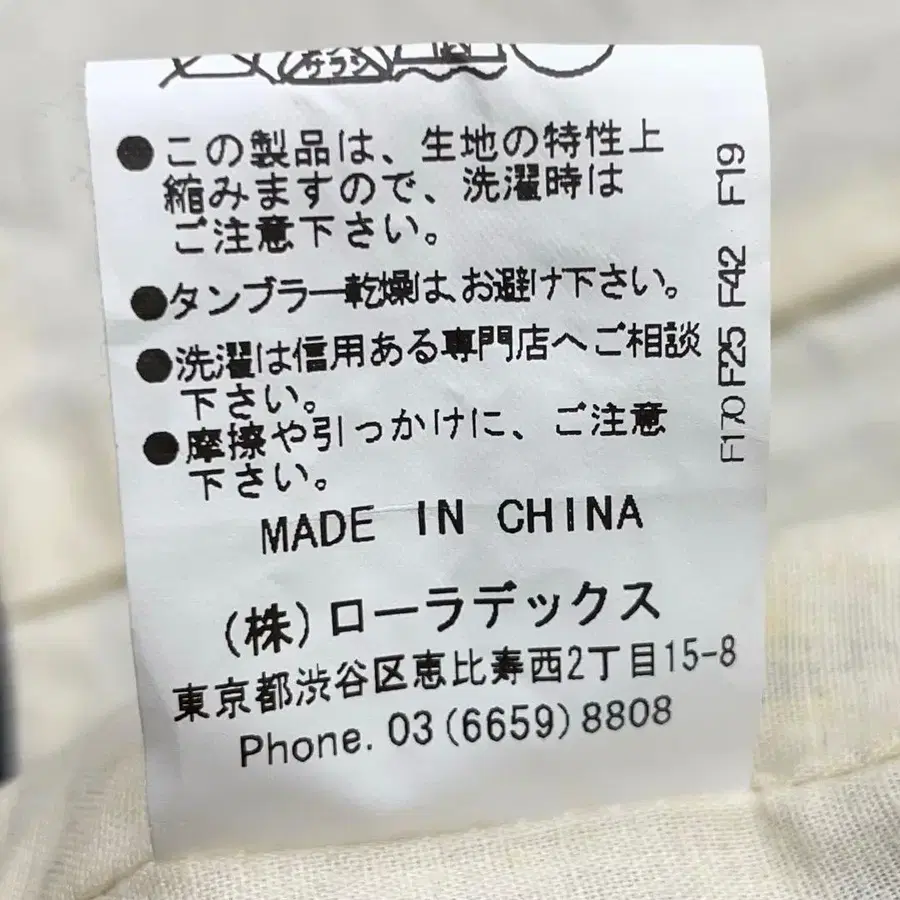 ●この製品は、生地の特性上
縮みますので、洗濯時は
ご注意下さい。
●タンブラー乾燥は、お避け下さい。
●洗濯は信用ある専門店へご相談
下さい。
●摩擦や引っかけに、ご注意
下さい。
MADE IN CHINA
(株)ローラデックス
東京都渋谷区恵比寿西2丁目15-8
Phone. 03(6659)8808
F170 F25 F42 F19